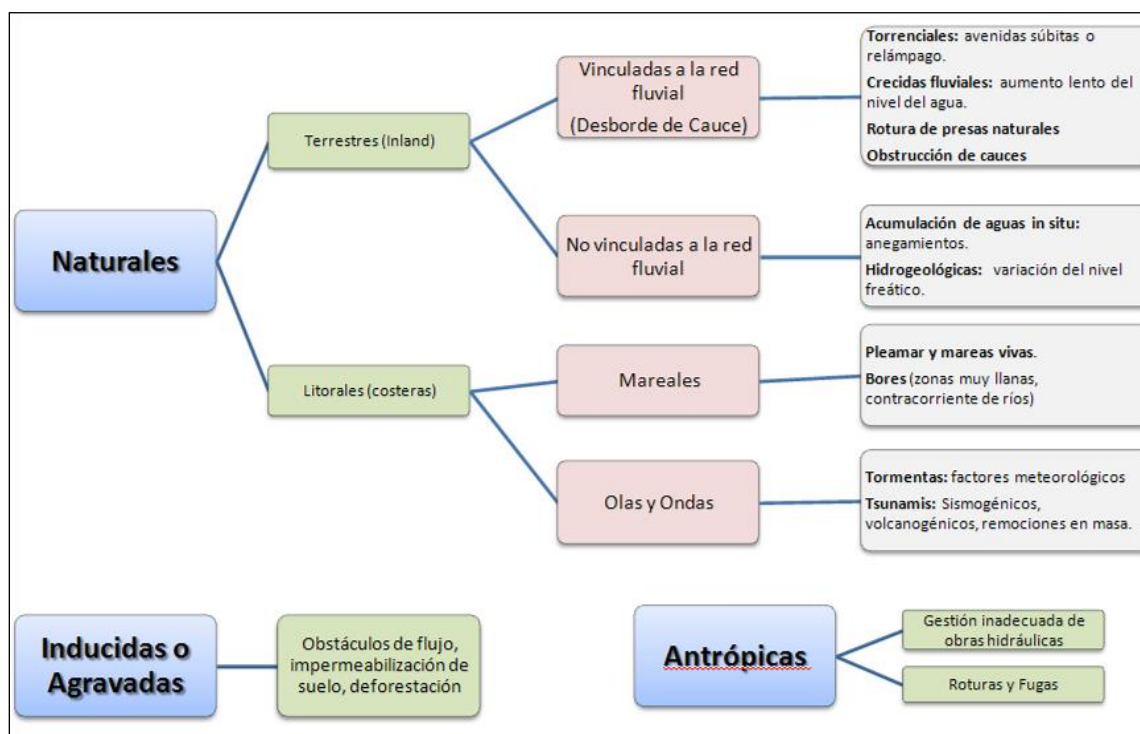 Naturales
Terrestres (Inland)
Vinculadas a la red
fluvial
(Desborde de Cauce)
Torrenciales: avenidas súbitas o
relámpago.
Crecidas fluviales: aumento lento del
nivel del agua.
Rotura de presas naturales
Obstrucción de cauces
No vinculadas a la red
fluvial
Acumulación de aguas in situ:
anegamientos.
Hidrogeológicas: variación del nivel
freático.
Litorales (costeras)
Mareales
Pleamar y mareas vivas.
Bores (zonas muy llanas,
contracorriente de ríos)
Olas y Ondas
Tormentas: factores meteorológicos
Tsunamis: Sismogénicos,
volcanogénicos, remociones en masa.
Inducidas o
Agravadas
Obstáculos de flujo,
impermeabilización de
suelo, deforestación
Antrópicas
Gestión inadecuada de
obras hidráulicas
Roturas y Fugas